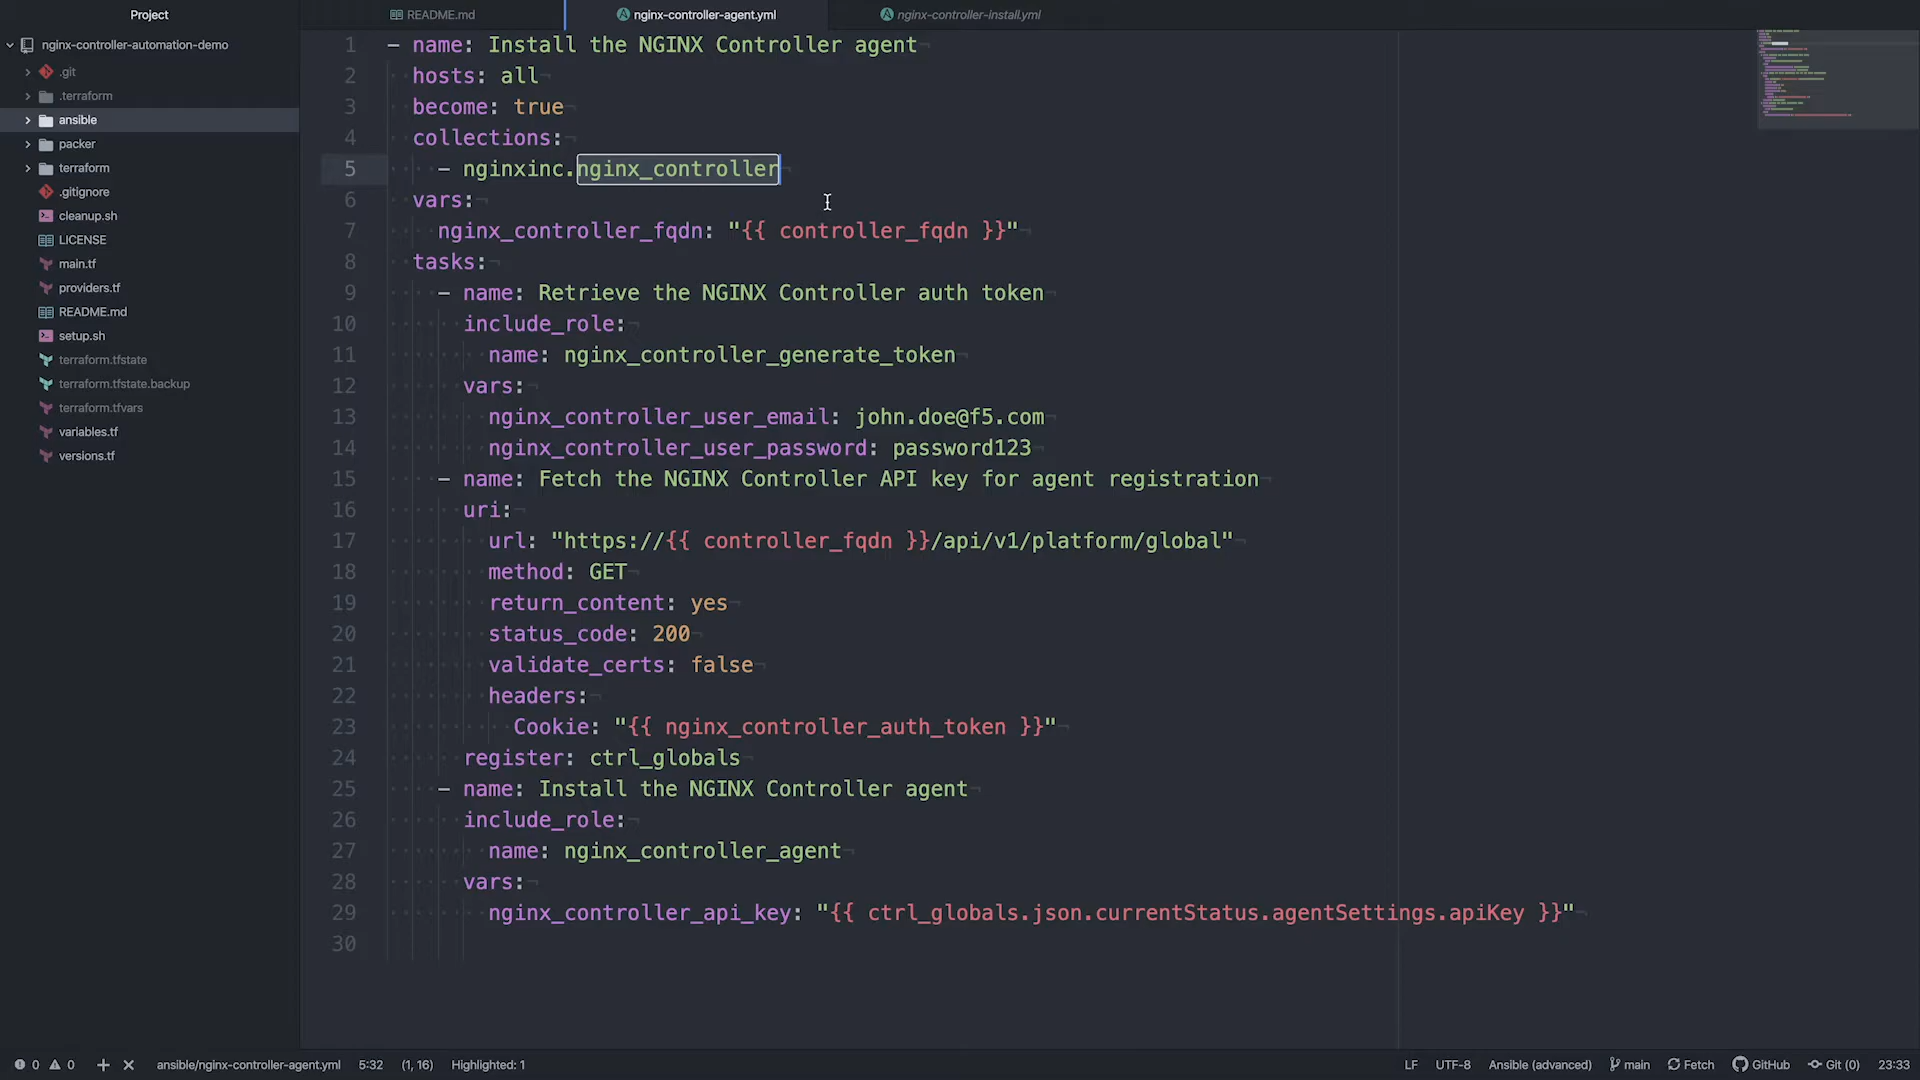 Project
README.md
nginx-controller-agent.yml
nginx-controller-install.yml
nginx-controller-automation-demo
.git
.terraform
ansible
packer
terraform
.gitignore
cleanup.sh
LICENSE
main.tf
providers.tf
README.md
setup.sh
terraform.tfstate
terraform.tfstate.backup
terraform.tfvars
variables.tf
versions.tf
1 - name: Install the NGINX Controller agent
2 hosts: all
3 become: true
4 collections:
5 - nginxinc.nginx_controller
6 vars:
7 nginx_controller_fqdn: "{{ controller_fqdn }}"
8 tasks:
9 - name: Retrieve the NGINX Controller auth token
10 include_role:
11 name: nginx_controller_generate_token
12 vars:
13 nginx_controller_user_email: john.doe@f5.com
14 nginx_controller_user_password: password123
15 - name: Fetch the NGINX Controller API key for agent registration
16 uri:
17 url: "https://{{ controller_fqdn }}/api/v1/platform/global"
18 method: GET
19 return_content: yes
20 status_code: 200
21 validate_certs: false
22 headers:
23 Cookie: "{{ nginx_controller_auth_token }}"
24 register: ctrl_globals
25 - name: Install the NGINX Controller agent
26 include_role:
27 name: nginx_controller_agent
28 vars:
29 nginx_controller_api_key: "{{ ctrl_globals.json.currentStatus.agentSettings.apiKey }}"
30
0 0 ansible/nginx-controller-agent.yml 5:32 (1, 16) Highlighted: 1 LF UTF-8 Ansible (advanced) main Fetch GitHub Git (0) 23:33